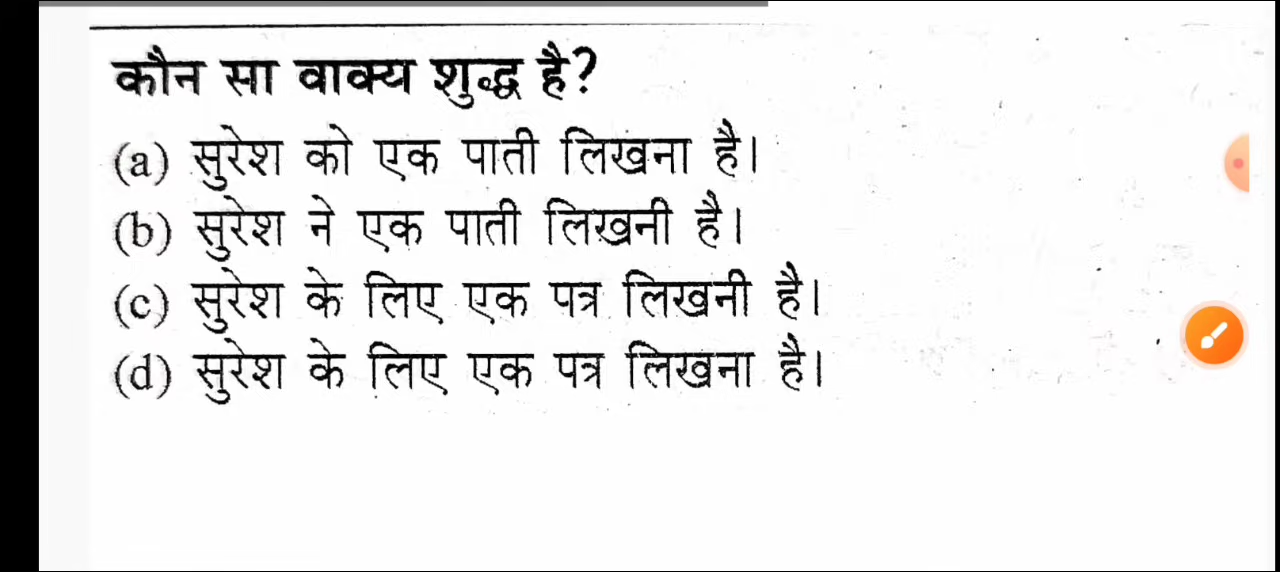 कौन सा वाक्य शुद्ध है?
(a) सुरेश को एक पाती लिखना है।
(b) सुरेश ने एक पाती लिखनी है।
(c) सुरेश के लिए एक पत्र लिखनी है।
(d) सुरेश के लिए एक पत्र लिखना है।